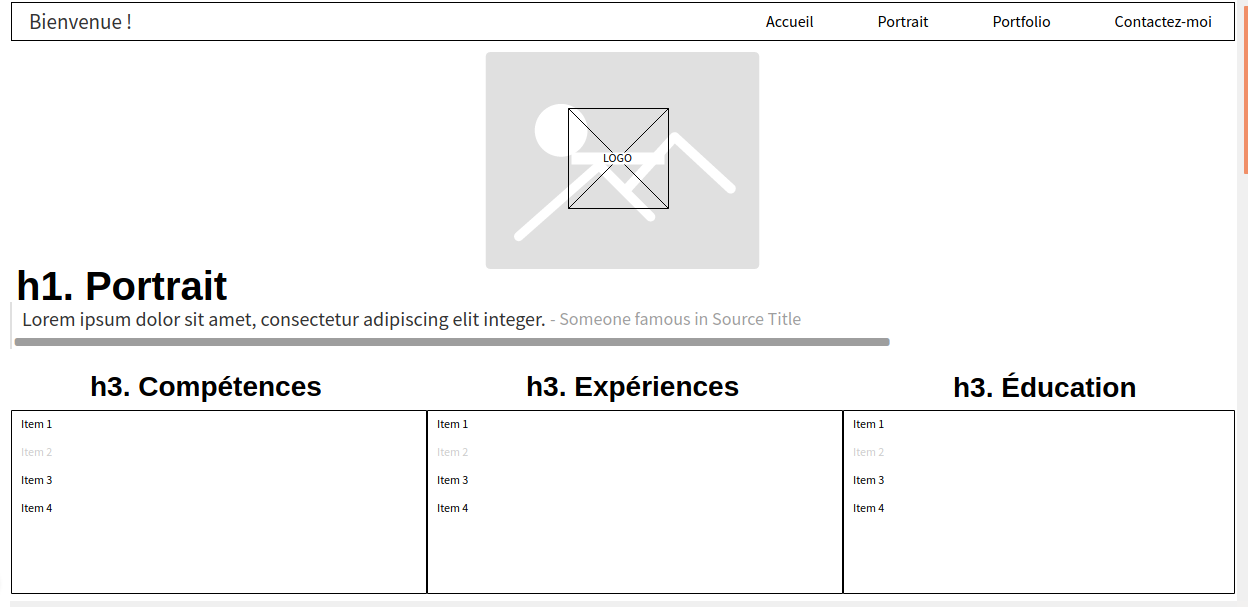 Bienvenue !
Accueil
Portrait
Portfolio
Contactez-moi
LOGO
h1. Portrait
Lorem ipsum dolor sit amet, consectetur adipiscing elit integer. - Someone famous in Source Title
h3. Compétences
Item 1
Item 2
Item 3
Item 4
h3. Expériences
Item 1
Item 2
Item 3
Item 4
h3. Éducation
Item 1
Item 2
Item 3
Item 4